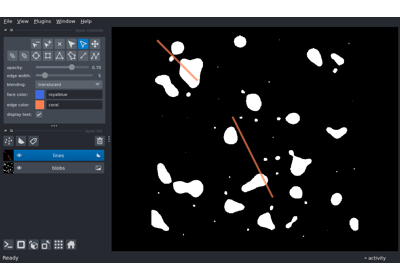 File View Plugins Window Help
opacity: 0.75
edge width: 5
blending: translucent
face color: royalblue
edge color: coral
display text: ✓
lines
blobs
Ready
activity